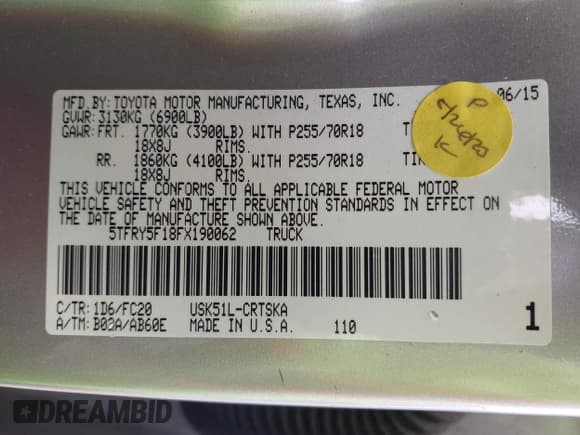 MFD.BY:TOYOTA MOTOR MANUFACTURING, TEXAS, INC. 06/15
GVWR:3130KG (6900LB)
GAWR:FRT. 1770KG (3900LB) WITH P255/70R18 TI
18X8J RIMS.
RR. 1860KG (4100LB) WITH P255/70R18 TI
18X8J RIMS.
THIS VEHICLE CONFORMS TO ALL APPLICABLE FEDERAL MOTOR
VEHICLE SAFETY AND THEFT PREVENTION STANDARDS IN EFFECT ON
THE DATE OF MANUFACTURE SHOWN ABOVE.
5TFRY5F18FX190062 TRUCK
C/TR:1D6/FC20 USK51L-CRTSKA
A/TM:B02A/AB60E MADE IN U.S.A. 110 1
P
K
DREAMBID